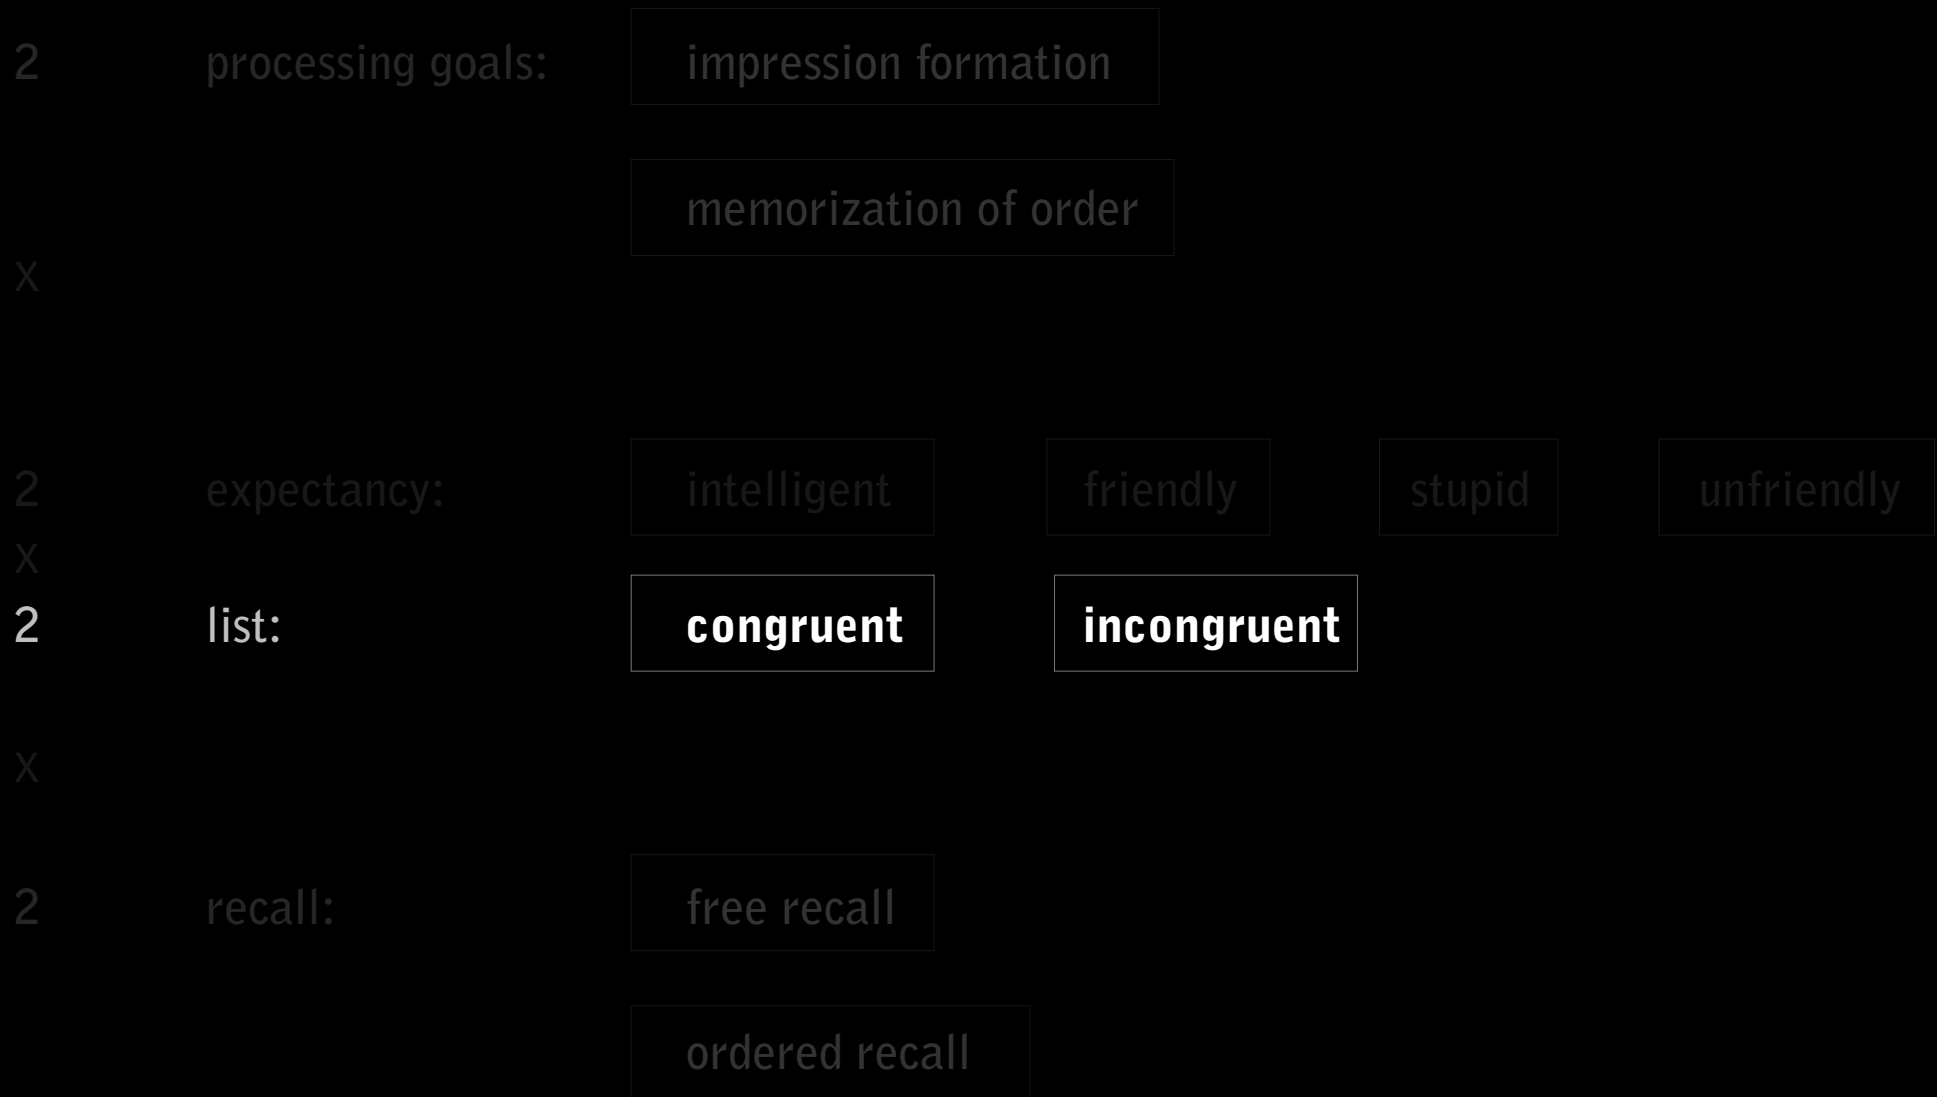 2 processing goals: impression formation
memorization of order
X
2 expectancy: intelligent friendly stupid unfriendly
X
2 list: congruent incongruent
X
2 recall: free recall
ordered recall